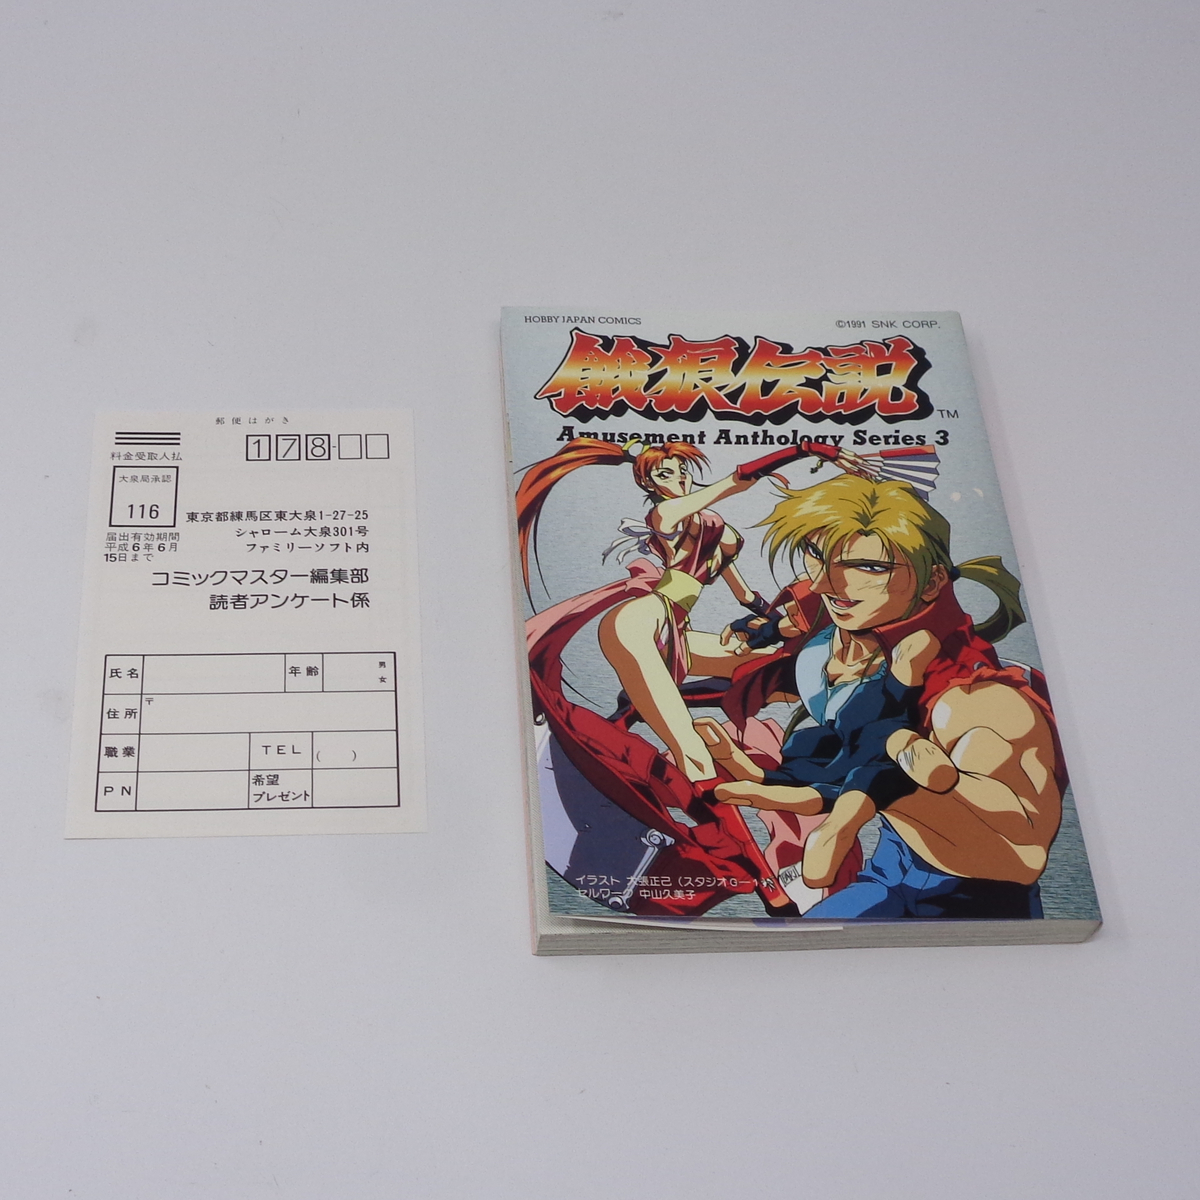 郵便はがき
料金受取人払
178-
大泉局承認
116
届出有効期間
平成6年6月
15日まで
東京都練馬区東大泉1-27-25
シャローム大泉301号
ファミリーソフト内
コミックマスター編集部
読者アンケート係
氏名 年齢 男
女
住所 〒
職業 TEL ( )
PN 希望
プレゼント
HOBBY JAPAN COMICS
©1991 SNK CORP.
餓狼伝説
TM
Amusement Anthology Series 3
イラスト 大張正己(スタジオG-1
セルワーク 中山久美子